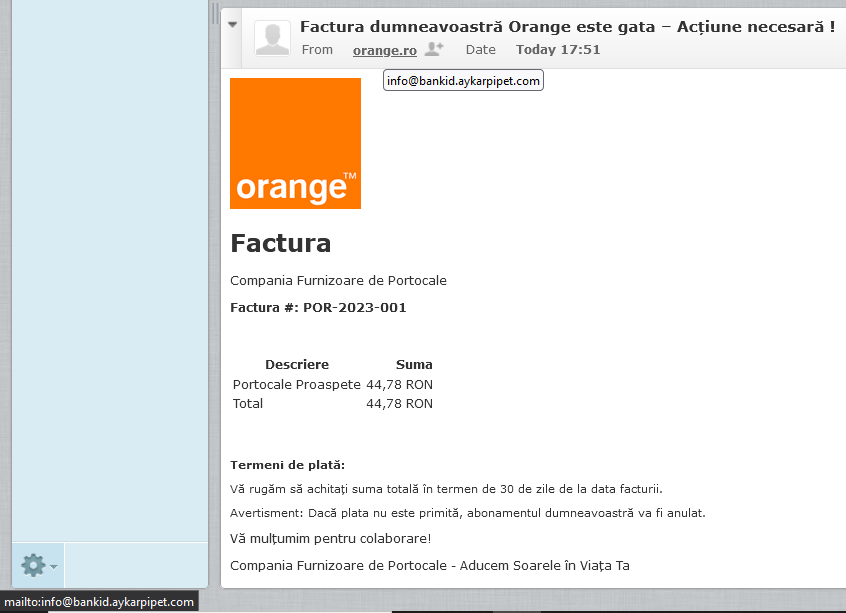 Factura dumneavoastră Orange este gata – Acțiune necesară !
From orange.ro Date Today 17:51
info@bankid.aykarpipet.com
orange™
Factura
Compania Furnizoare de Portocale
Factura #: POR-2023-001
Descriere Suma
Portocale Proaspete 44,78 RON
Total 44,78 RON
Termeni de plată:
Vă rugăm să achitați suma totală în termen de 30 de zile de la data facturii.
Avertisment: Dacă plata nu este primită, abonamentul dumneavoastră va fi anulat.
Vă mulțumim pentru colaborare!
Compania Furnizoare de Portocale - Aducem Soarele în Viața Ta
mailto:info@bankid.aykarpipet.com